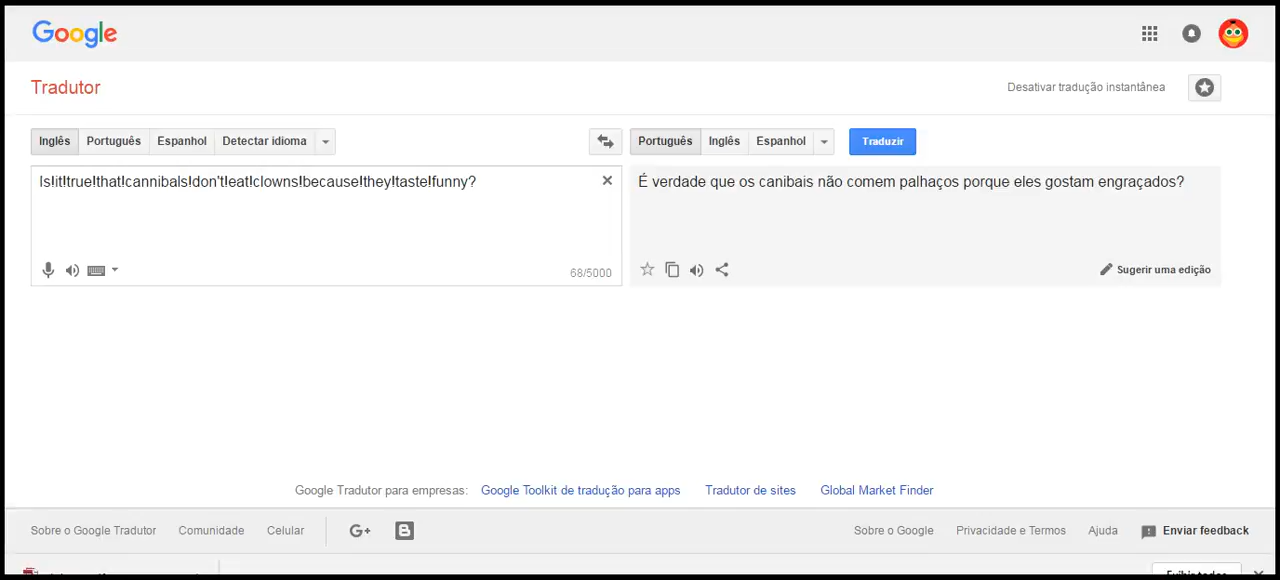 Google
Tradutor
Desativar tradução instantânea
Inglês Português Espanhol Detectar idioma
Português Inglês Espanhol Traduzir
Is!it!true!that!cannibals!don't!eat!clowns!because!they!taste!funny?
É verdade que os canibais não comem palhaços porque eles gostam engraçados?
68/5000
Sugerir uma edição
Google Tradutor para empresas: Google Toolkit de tradução para apps Tradutor de sites Global Market Finder
Sobre o Google Tradutor Comunidade Celular G+ B Sobre o Google Privacidade e Termos Ajuda Enviar feedback